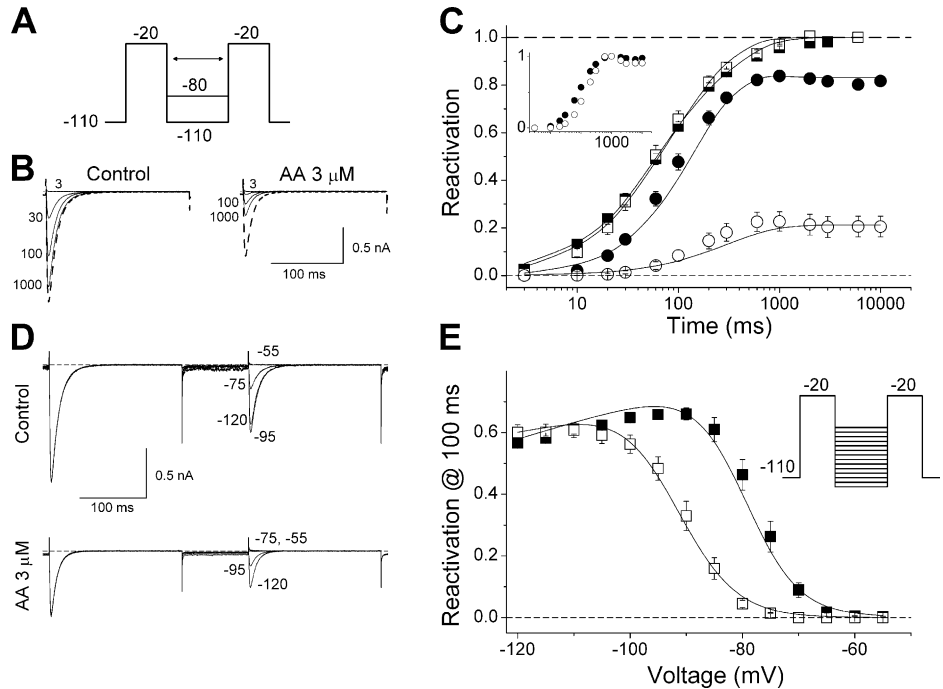 A
-20
-20
-80
-110
-110
B
Control
AA 3 μM
3
30
100
1000
3
100
1000
0.5 nA
100 ms
C
Reactivation
1.0
0.8
0.6
0.4
0.2
0.0
1
0
1000
10
100
1000
10000
Time (ms)
D
Control
-55
-75
-120
-95
0.5 nA
100 ms
AA 3 μM
-75, -55
-95
-120
E
Reactivation @ 100 ms
0.6
0.4
0.2
0.0
-20
-20
-110
-120
-100
-80
-60
Voltage (mV)